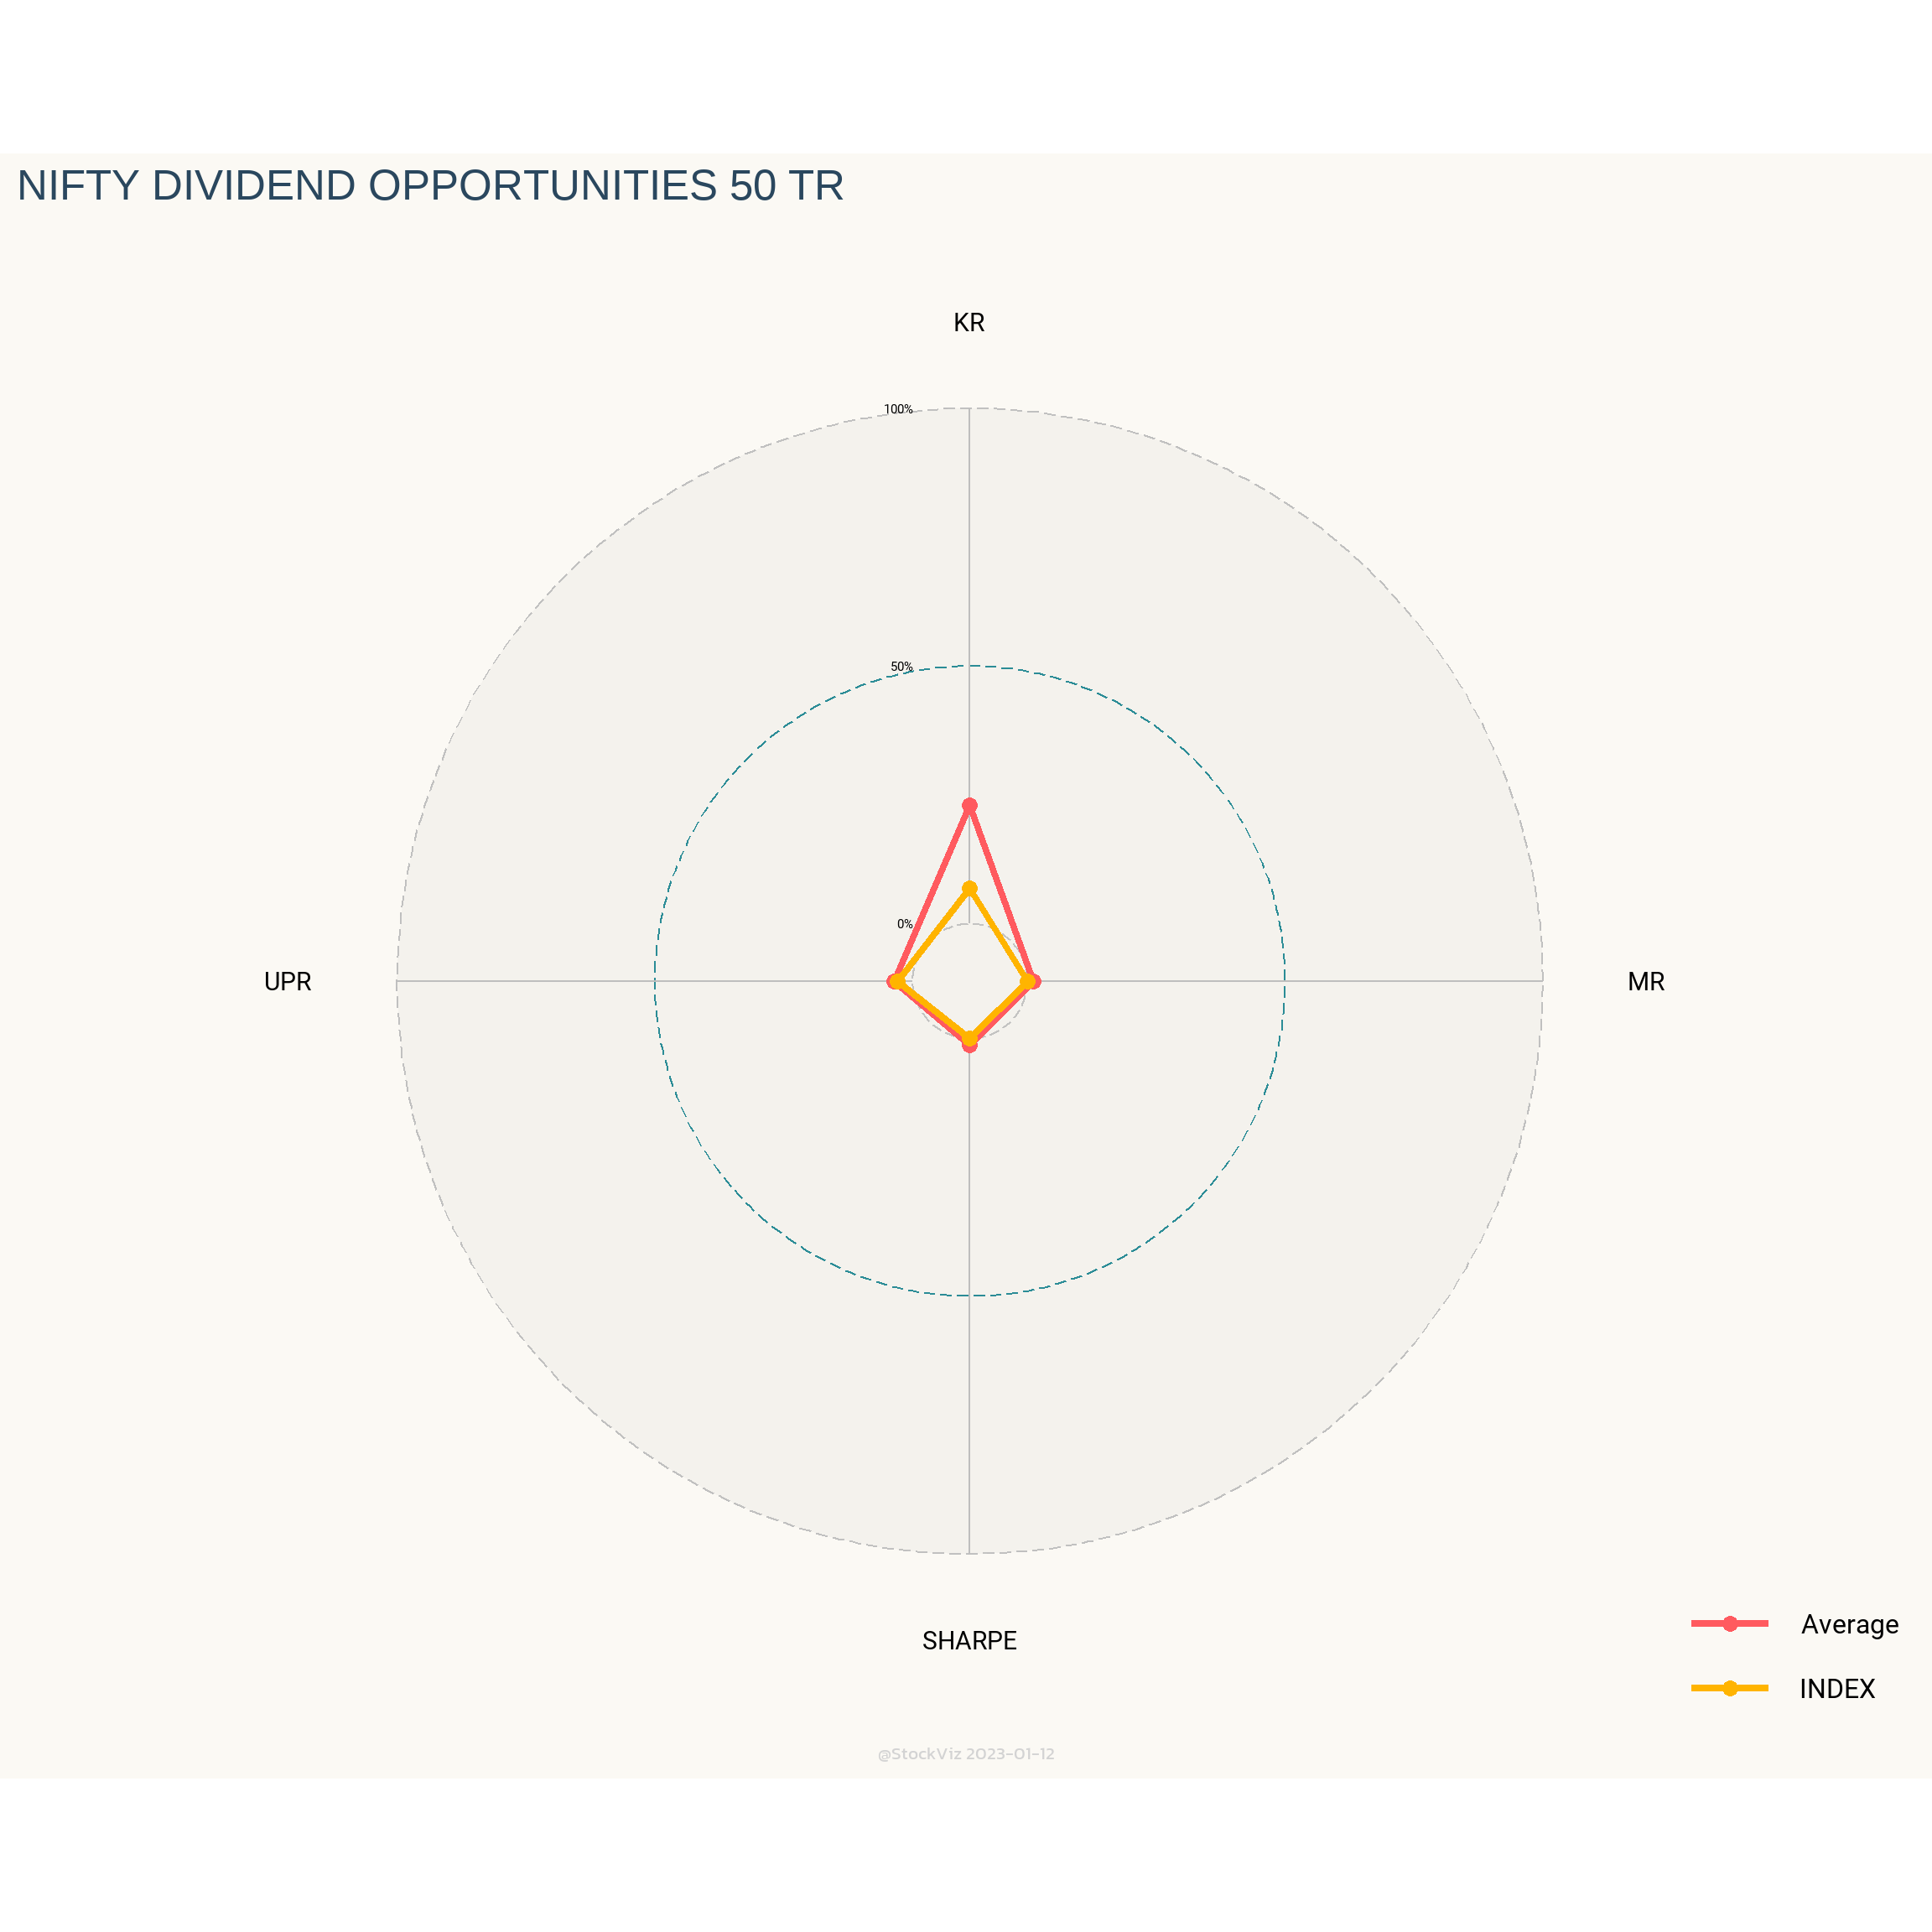 NIFTY DIVIDEND OPPORTUNITIES 50 TR
KR
100%
50%
0%
UPR
MR
SHARPE
Average
INDEX
@StockViz 2023-01-12